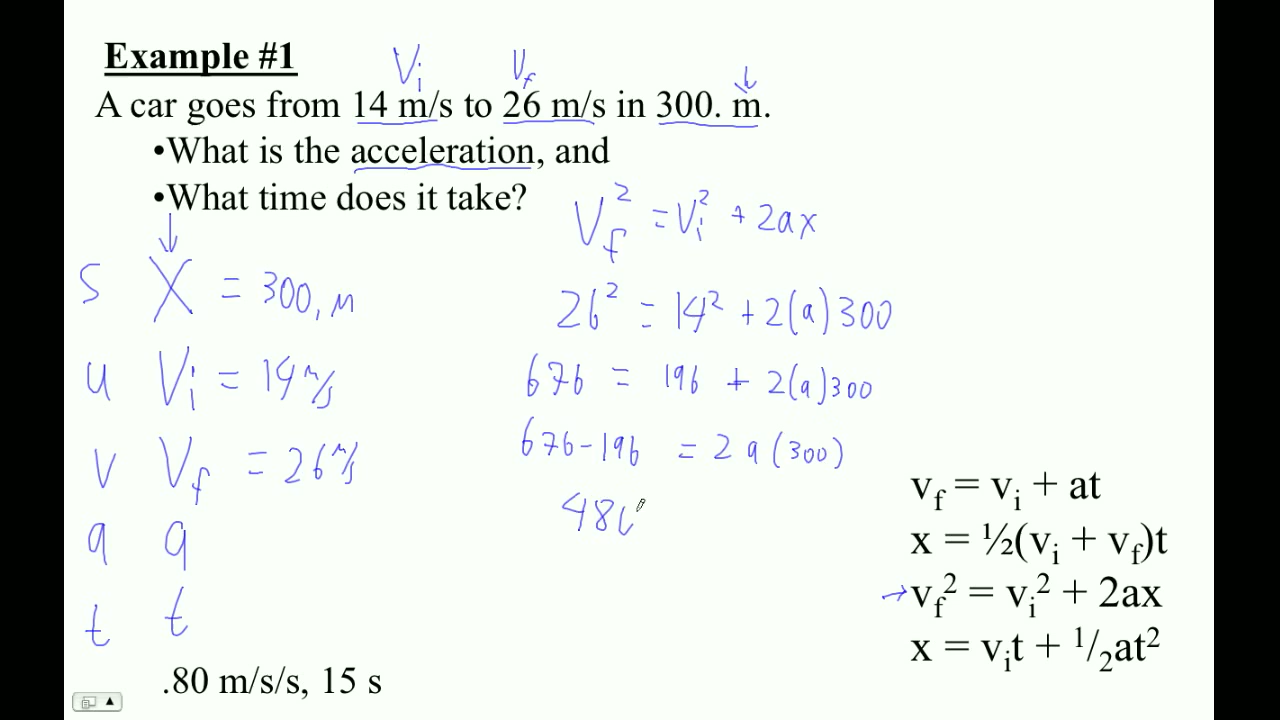 Example #1
Vi Vf ↓
A car goes from 14 m/s to 26 m/s in 300. m.
•What is the acceleration, and
•What time does it take?
↓
Vf² = Vi² + 2ax
S X = 300. m
26² = 14² + 2(a)300
u Vi = 14 m/s
676 = 196 + 2(a)300
676-196 = 2a(300)
v Vf = 26 m/s
480
a a
t t
vf = vi + at
x = ½(vi + vf)t
→vf² = vi² + 2ax
x = vit + 1/2at²
.80 m/s/s, 15 s